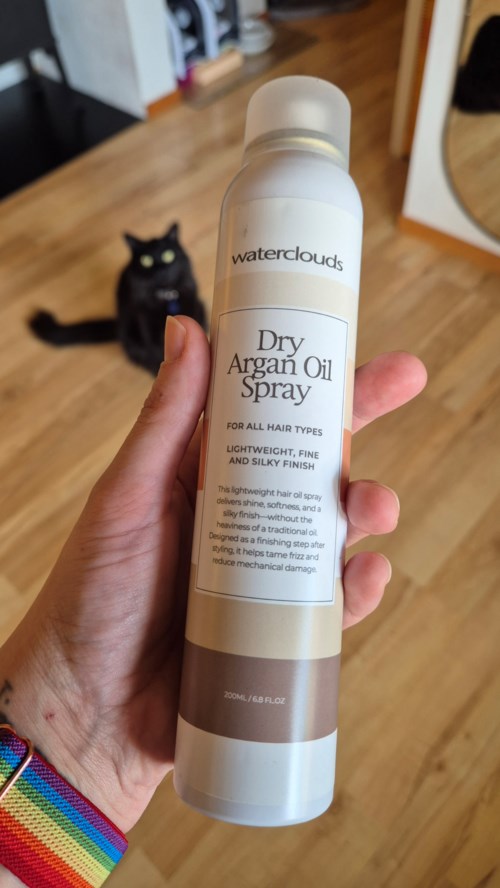 waterclouds
Dry
Argan Oil
Spray
FOR ALL HAIR TYPES
LIGHTWEIGHT, FINE
AND SILKY FINISH
This lightweight hair oil spray
delivers shine, softness, and a
silky finish—without the
heaviness of a traditional oil.
Designed as a finishing step after
styling, it helps tame frizz and
reduce mechanical damage.
200ML / 6.8 FL.OZ